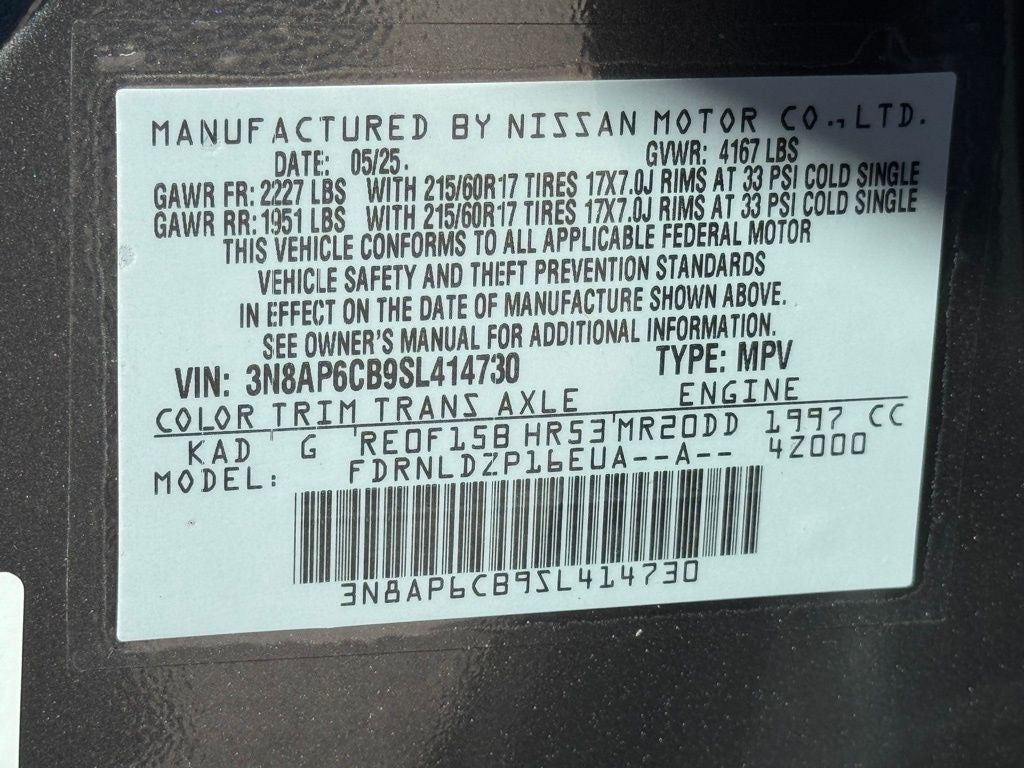 MANUFACTURED BY NISSAN MOTOR CO., LTD.
DATE: 05/25. GVWR: 4167 LBS
GAWR FR: 2227 LBS WITH 215/60R17 TIRES 17X7.0J RIMS AT 33 PSI COLD SINGLE
GAWR RR: 1951 LBS WITH 215/60R17 TIRES 17X7.0J RIMS AT 33 PSI COLD SINGLE
THIS VEHICLE CONFORMS TO ALL APPLICABLE FEDERAL MOTOR
VEHICLE SAFETY AND THEFT PREVENTION STANDARDS
IN EFFECT ON THE DATE OF MANUFACTURE SHOWN ABOVE.
SEE OWNER'S MANUAL FOR ADDITIONAL INFORMATION.
VIN: 3N8AP6CB9SL414730 TYPE: MPV
COLOR TRIM TRANS AXLE ENGINE
KAD G RE0F15B HR53 MR20DD 1997 CC
MODEL: FDRNLDZP16EUA--A-- 4Z000
3N8AP6CB9SL414730